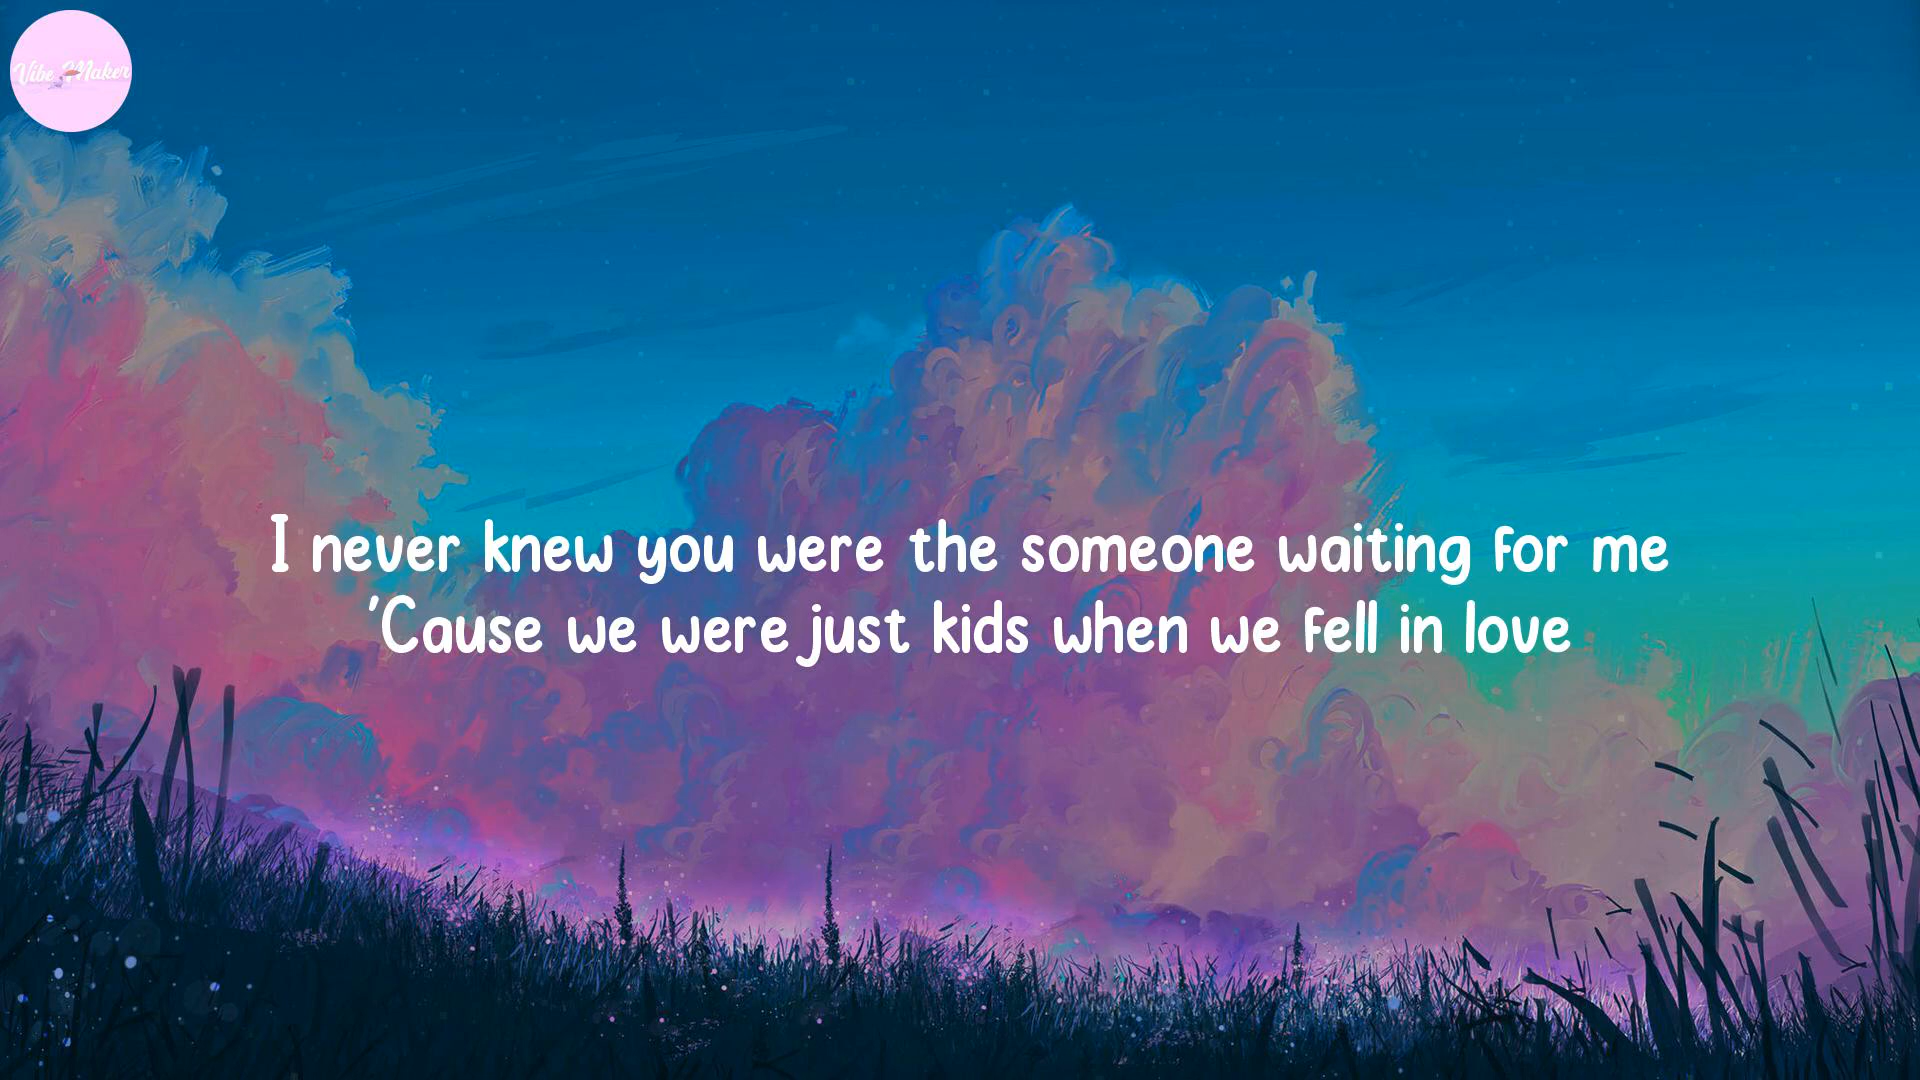 Vibe Maker
I never knew you were the someone waiting for me
'Cause we were just kids when we fell in love